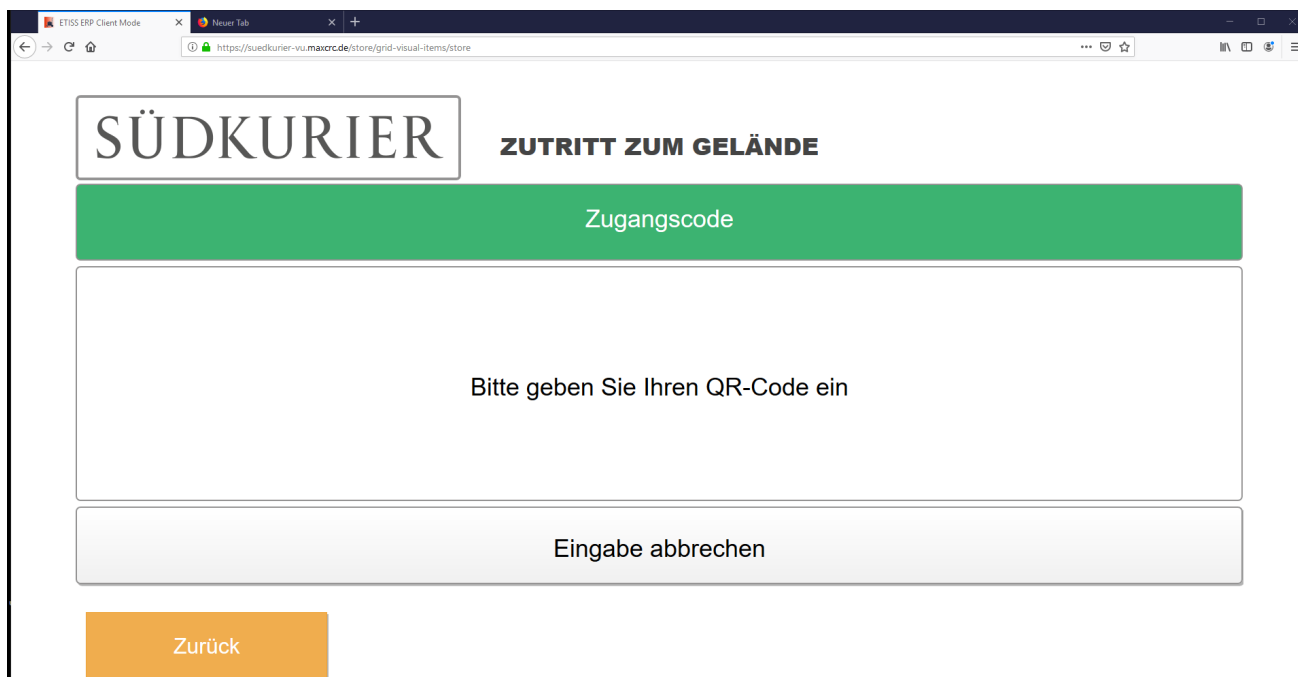 ETISS ERP Client Mode
Neuer Tab
https://suedkurier-vu.maxcrc.de/store/grid-visual-items/store
SÜDKURIER
ZUTRITT ZUM GELÄNDE
Zugangscode
Bitte geben Sie Ihren QR-Code ein
Eingabe abbrechen
Zurück